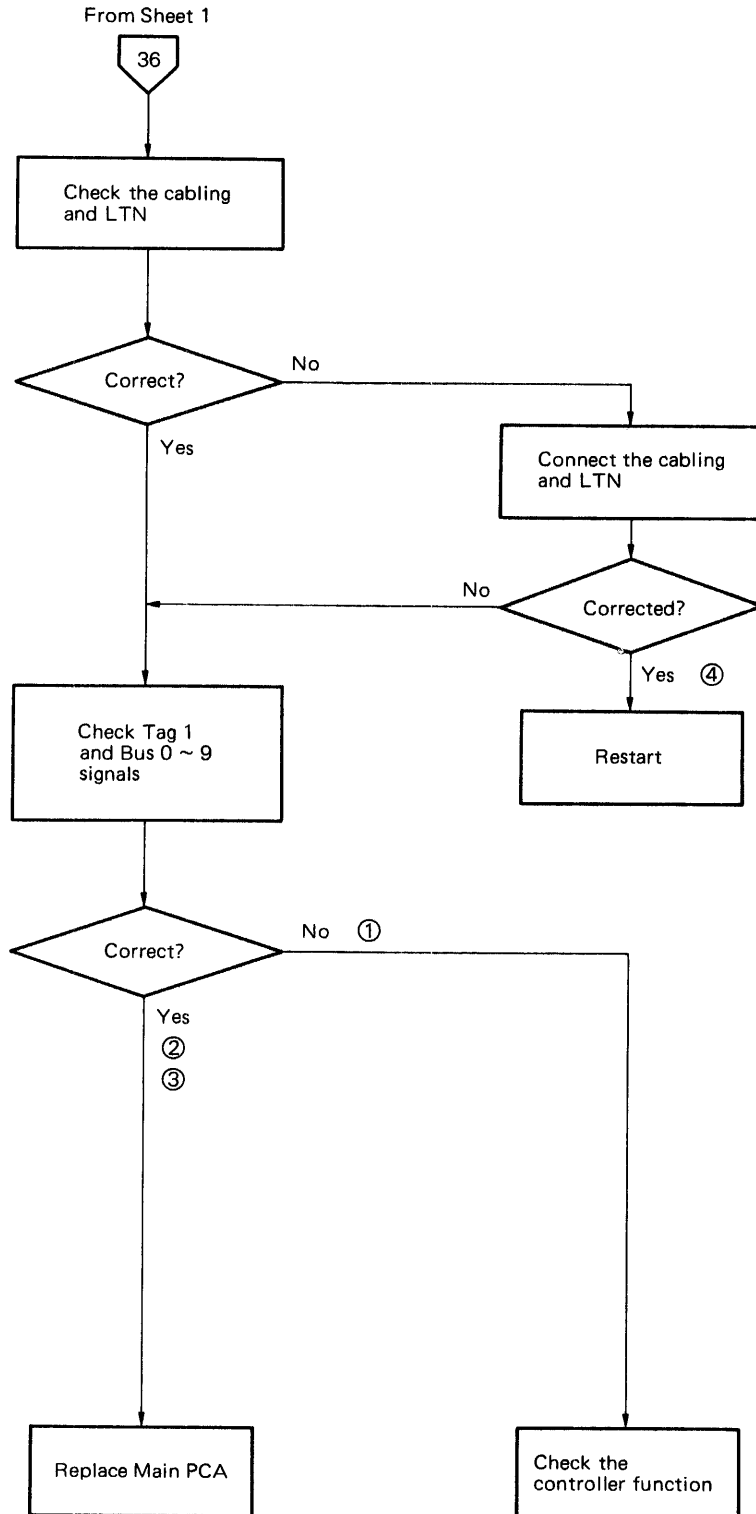 From Sheet 1
36
Check the cabling
and LTN
Correct?
No
Yes
Connect the cabling
and LTN
No
Corrected?
Yes ④
Check Tag 1
and Bus 0 ~ 9
signals
Restart
Correct?
No ①
Yes
②
③
Replace Main PCA
Check the
controller function